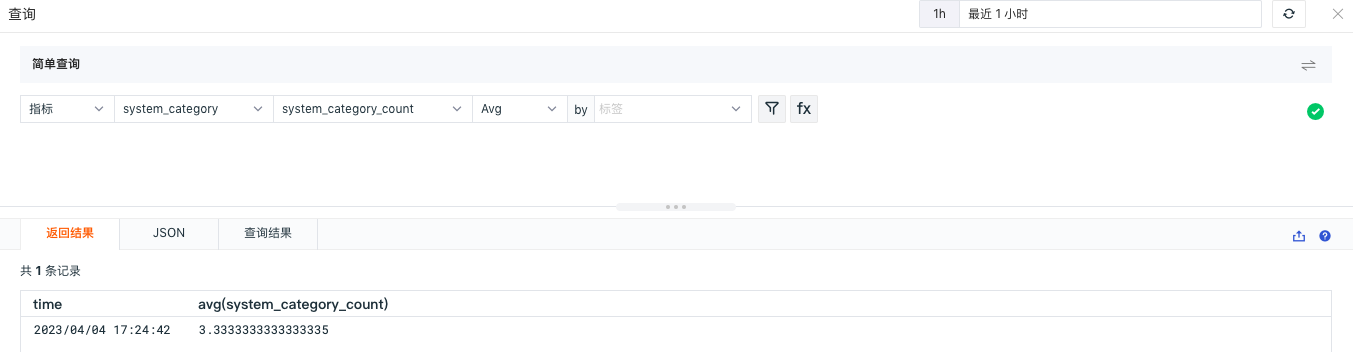 查询 1h 最近 1 小时
简单查询
指标 system_category system_category_count Avg by 标签 fx
返回结果 JSON 查询结果
共 1 条记录
time avg(system_category_count)
2023/04/04 17:24:42 3.3333333333333335